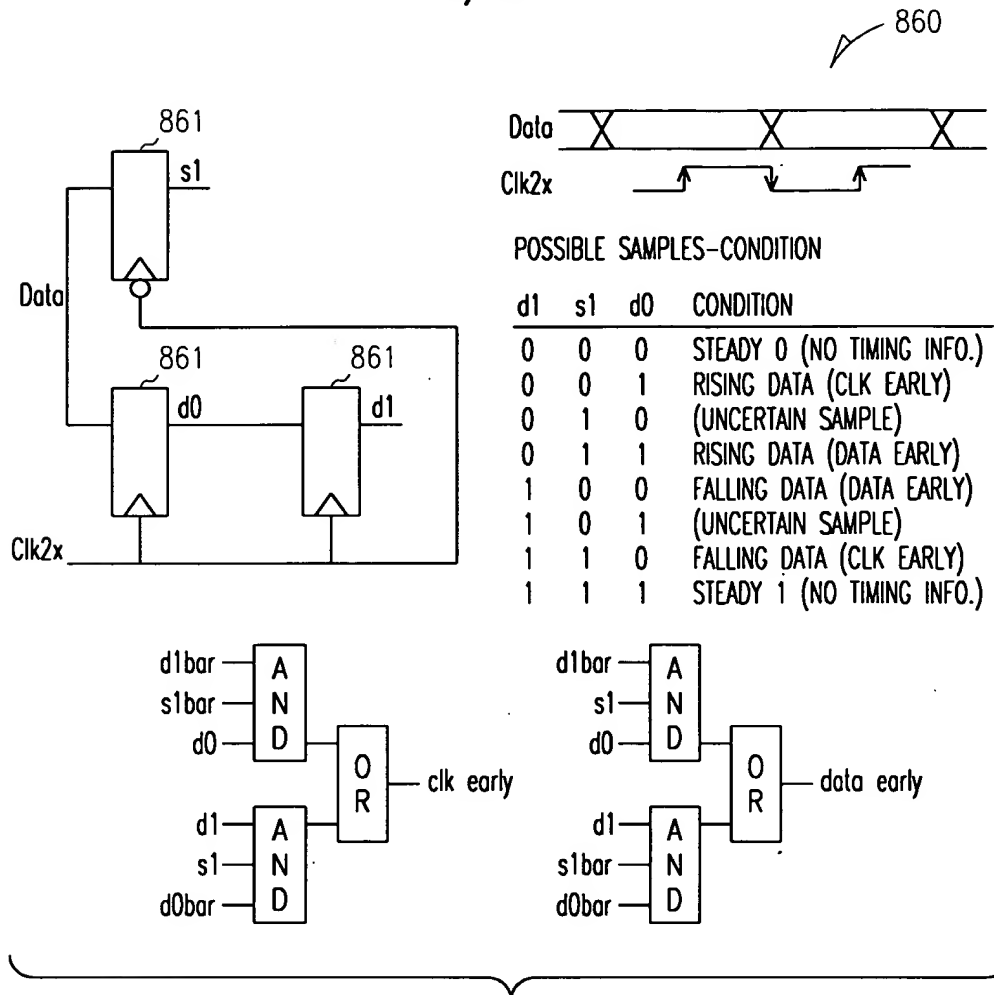 860
861
s1
Data
861
861
d0
d1
Clk2x
Data
Clk2x
POSSIBLE SAMPLES-CONDITION
d1 s1 d0 CONDITION
0 0 0 STEADY 0 (NO TIMING INFO.)
0 0 1 RISING DATA (CLK EARLY)
0 1 0 (UNCERTAIN SAMPLE)
0 1 1 RISING DATA (DATA EARLY)
1 0 0 FALLING DATA (DATA EARLY)
1 0 1 (UNCERTAIN SAMPLE)
1 1 0 FALLING DATA (CLK EARLY)
1 1 1 STEADY 1 (NO TIMING INFO.)
d1bar
s1bar
d0
AND
d1
s1
d0bar
AND
OR
clk early
d1bar
s1
d0
AND
d1
s1bar
d0bar
AND
OR
data early